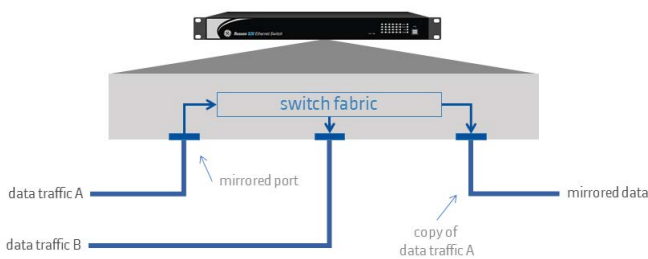 switch fabric
mirrored port
data traffic A
mirrored data
data traffic B
copy of
data traffic A